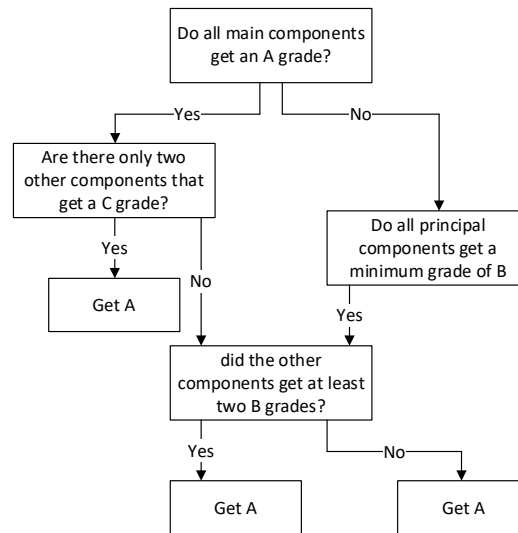 Do all main components
get an A grade?
Yes
No
Are there only two
other components that
get a C grade?
Do all principal
components get a
minimum grade of B
Yes
No
Get A
Yes
did the other
components get at least
two B grades?
Yes
No
Get A
Get A